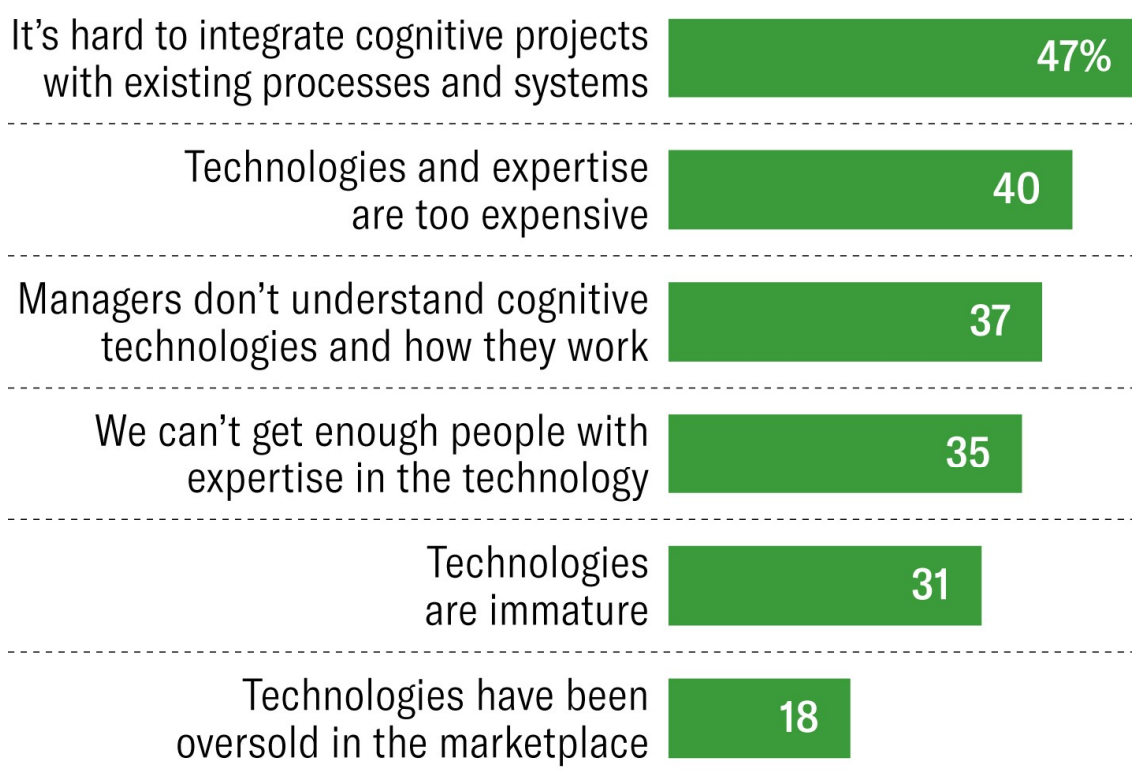 It’s hard to integrate cognitive projects
with existing processes and systems
47%
Technologies and expertise
are too expensive
40
Managers don’t understand cognitive
technologies and how they work
37
We can’t get enough people with
expertise in the technology
35
Technologies
are immature
31
Technologies have been
oversold in the marketplace
18